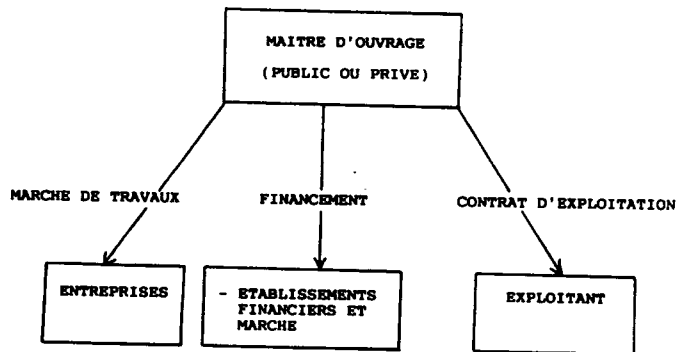 MAITRE D'OUVRAGE
(PUBLIC OU PRIVE)
MARCHE DE TRAVAUX
FINANCEMENT
CONTRAT D'EXPLOITATION
ENTREPRISES
- ETABLISSEMENTS
FINANCIERS ET
MARCHE
EXPLOITANT